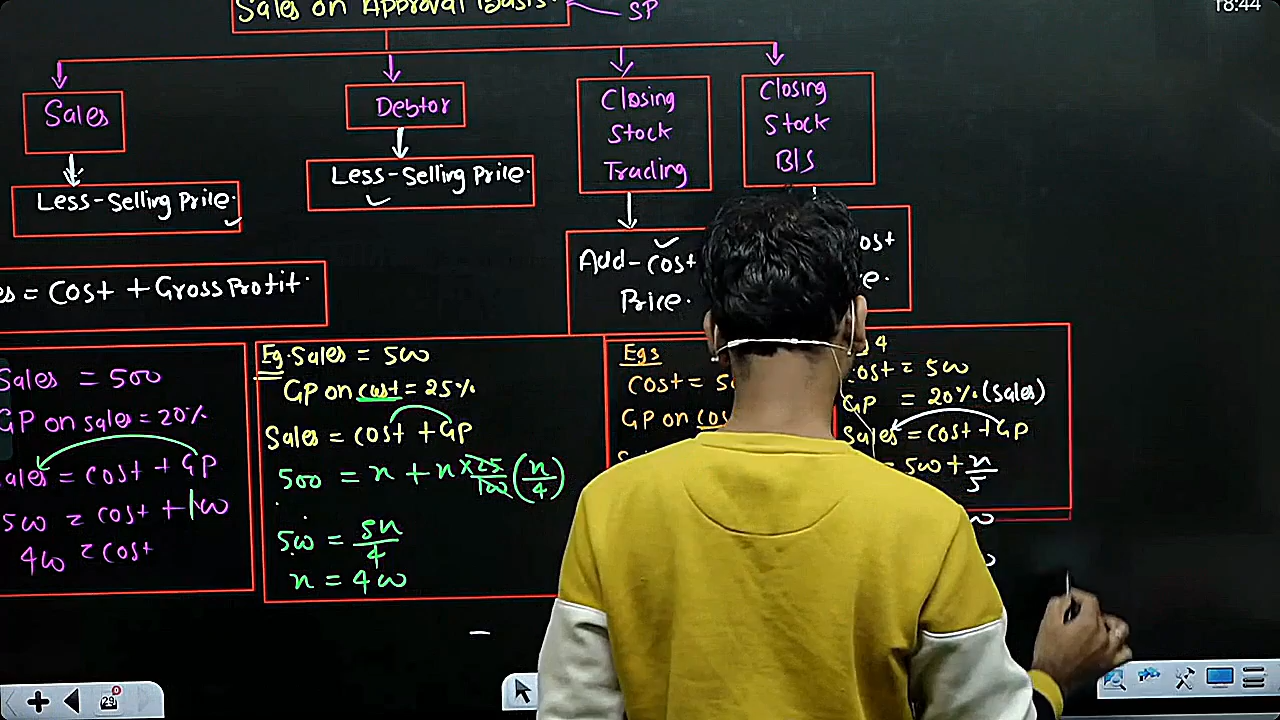 Sales on Approval Basis.
SP
18:44
Sales
Debtor
Closing
Stock
Trading
Closing
Stock
B/S
Less-Selling Price.
Less-Selling Price.
Add-Cost
Price.
= Cost + Gross Profit.
Sales = 500
GP on sales = 20%
Sales = Cost + GP
500 = Cost + 100
400 = Cost
Eg. Sales = 500
GP on cost = 25%
Sales = Cost + GP
500 = x + x × 25/100 (x/4)
500 = 5x/4
x = 400
Egs
Cost =
GP on
4
Cost = 500
GP = 20% (Sales)
Sales = Cost + GP
= 500 + x/5
29